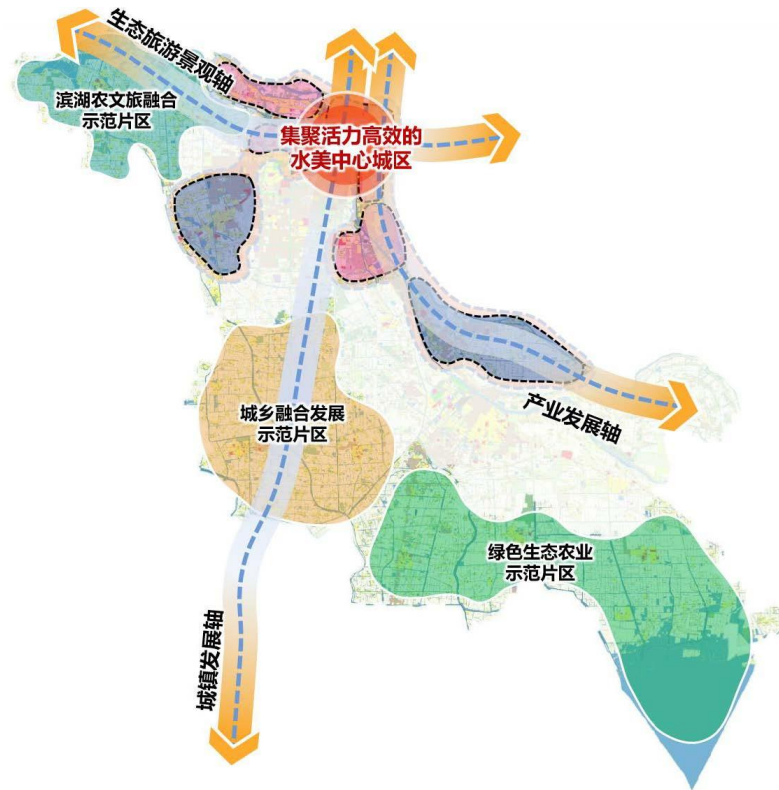 生态旅游景观轴
滨湖农文旅融合
示范片区
集聚活力高效的
水美中心城区
城乡融合发展
示范片区
产业发展轴
绿色生态农业
示范片区
城镇发展轴